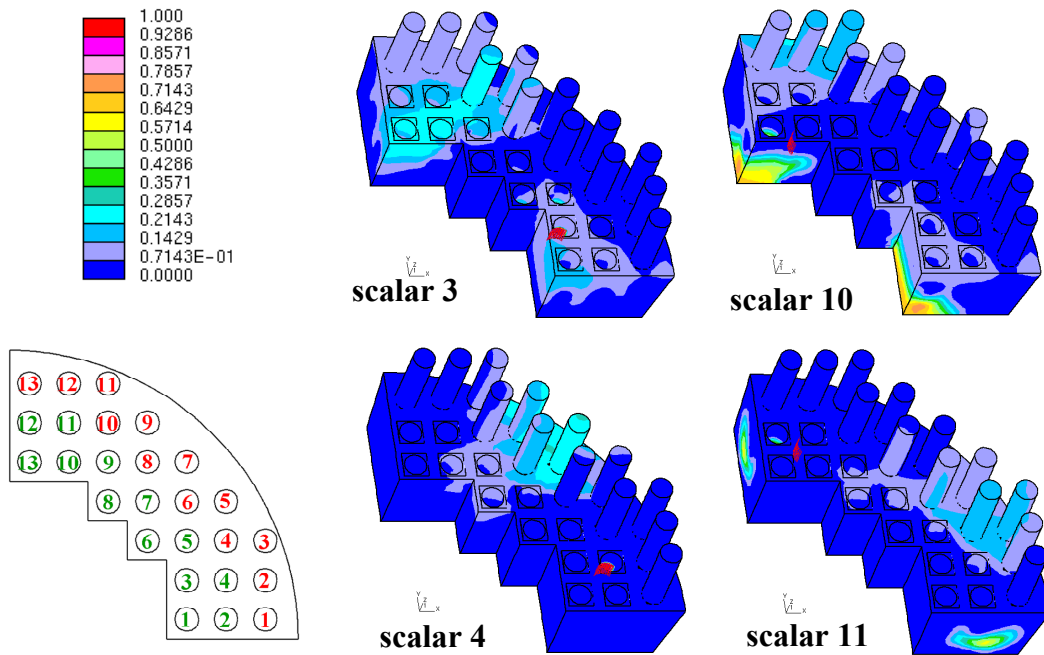 1.000
0.9286
0.8571
0.7857
0.7143
0.6429
0.5714
0.5000
0.4286
0.3571
0.2857
0.2143
0.1429
0.7143E-01
0.0000
Y
Z
X
scalar 3
Y
Z
X
scalar 10
13 12 11
12 11 10 9
13 10 9 8 7
8 7 6 5
6 5 4 3
3 4 2
1 2 1
Y
Z
X
scalar 4
Y
Z
X
scalar 11